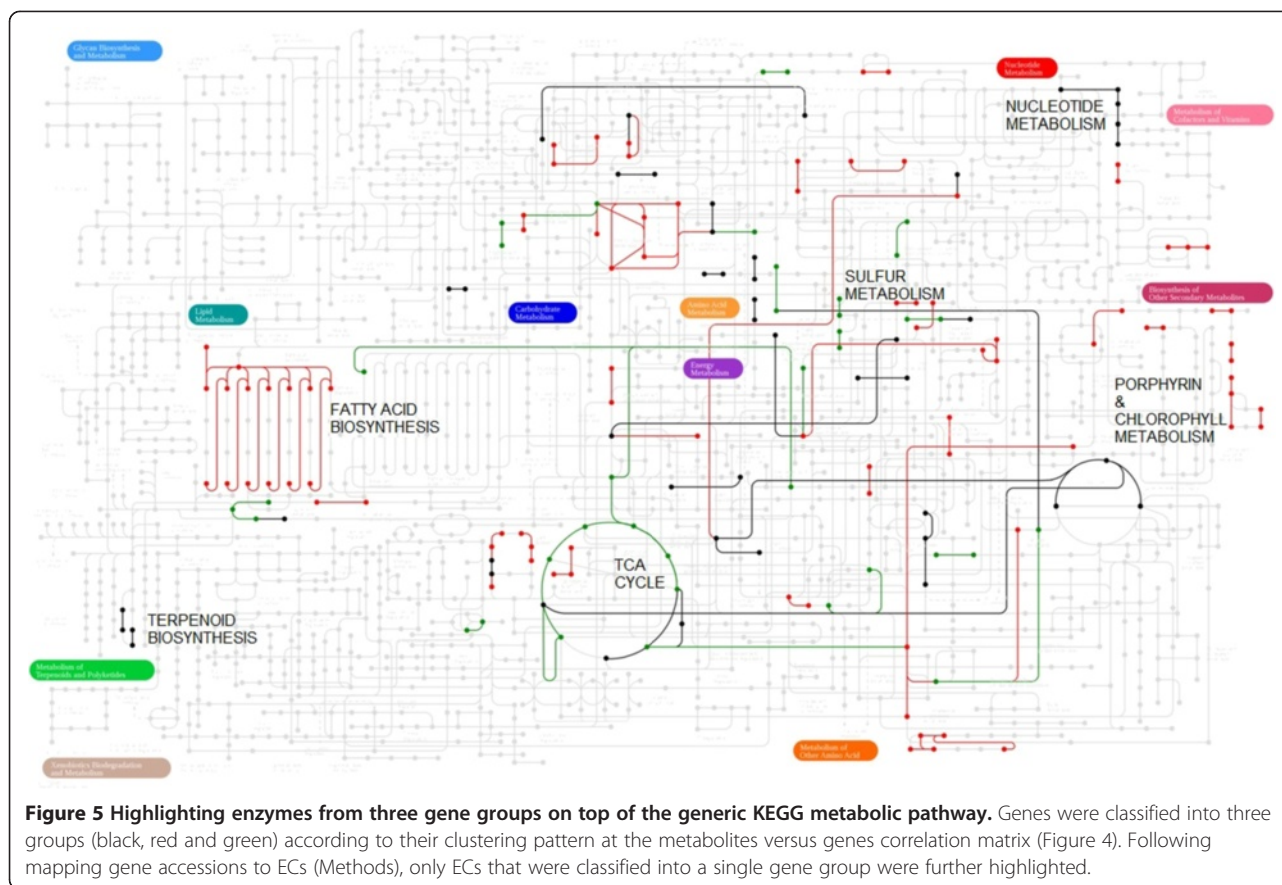 Glycan Biosynthesis
and Metabolism
Nucleotide
Metabolism
NUCLEOTIDE
METABOLISM
Metabolism of
Cofactors and Vitamins
SULFUR
METABOLISM
Biosynthesis of
Other Secondary Metabolites
Lipid
Metabolism
Carbohydrate
Metabolism
Amino Acid
Metabolism
Energy
Metabolism
FATTY ACID
BIOSYNTHESIS
PORPHYRIN
&
CHLOROPHYLL
METABOLISM
TCA
CYCLE
TERPENOID
BIOSYNTHESIS
Metabolism of
Terpenoids and Polyketides
Metabolism of
Other Amino Acid
Xenobiotics Biodegradation
and Metabolism
Figure 5 Highlighting enzymes from three gene groups on top of the generic KEGG metabolic pathway. Genes were classified into three
groups (black, red and green) according to their clustering pattern at the metabolites versus genes correlation matrix (Figure 4). Following
mapping gene accessions to ECs (Methods), only ECs that were classified into a single gene group were further highlighted.